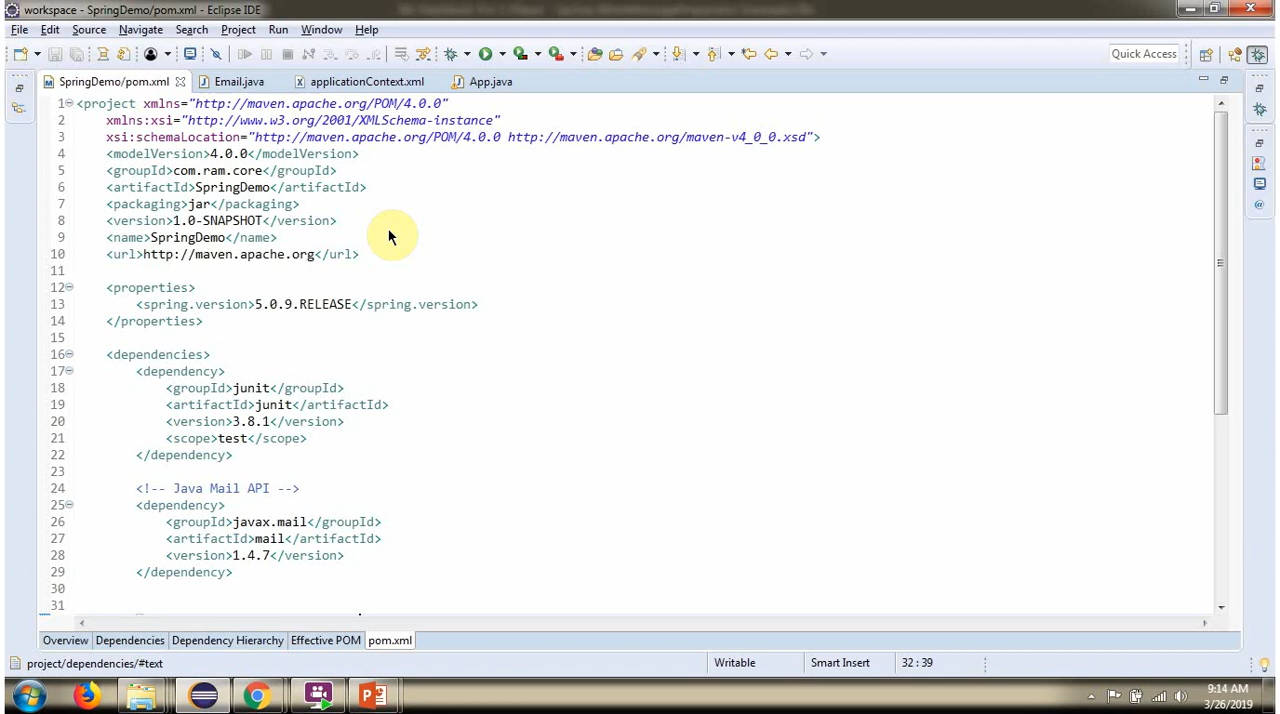 workspace - SpringDemo/pom.xml - Eclipse IDE
File Edit Source Navigate Search Project Run Window Help
Quick Access
SpringDemo/pom.xml Email.java applicationContext.xml App.java
1 <project xmlns="http://maven.apache.org/POM/4.0.0"
2 xmlns:xsi="http://www.w3.org/2001/XMLSchema-instance"
3 xsi:schemaLocation="http://maven.apache.org/POM/4.0.0 http://maven.apache.org/maven-v4_0_0.xsd">
4 <modelVersion>4.0.0</modelVersion>
5 <groupId>com.ram.core</groupId>
6 <artifactId>SpringDemo</artifactId>
7 <packaging>jar</packaging>
8 <version>1.0-SNAPSHOT</version>
9 <name>SpringDemo</name>
10 <url>http://maven.apache.org</url>
11
12 <properties>
13 <spring.version>5.0.9.RELEASE</spring.version>
14 </properties>
15
16 <dependencies>
17 <dependency>
18 <groupId>junit</groupId>
19 <artifactId>junit</artifactId>
20 <version>3.8.1</version>
21 <scope>test</scope>
22 </dependency>
23
24 <!-- Java Mail API -->
25 <dependency>
26 <groupId>javax.mail</groupId>
27 <artifactId>mail</artifactId>
28 <version>1.4.7</version>
29 </dependency>
30
31
Overview Dependencies Dependency Hierarchy Effective POM pom.xml
project/dependencies/#text Writable Smart Insert 32 : 39
9:14 AM
3/26/2019